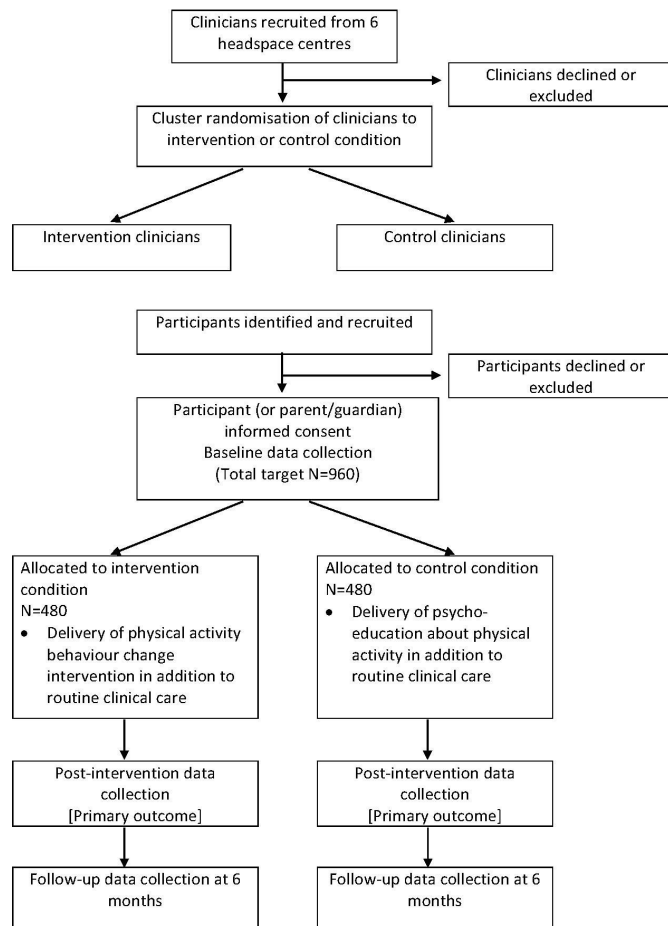 Clinicians recruited from 6
headspace centres
Clinicians declined or
excluded
Cluster randomisation of clinicians to
intervention or control condition
Intervention clinicians
Control clinicians
Participants identified and recruited
Participants declined or
excluded
Participant (or parent/guardian)
informed consent
Baseline data collection
(Total target N=960)
Allocated to intervention
condition
N=480
• Delivery of physical activity
behaviour change
intervention in addition to
routine clinical care
Allocated to control condition
N=480
• Delivery of psycho-
education about physical
activity in addition to
routine clinical care
Post-intervention data
collection
[Primary outcome]
Post-intervention data
collection
[Primary outcome]
Follow-up data collection at 6
months
Follow-up data collection at 6
months